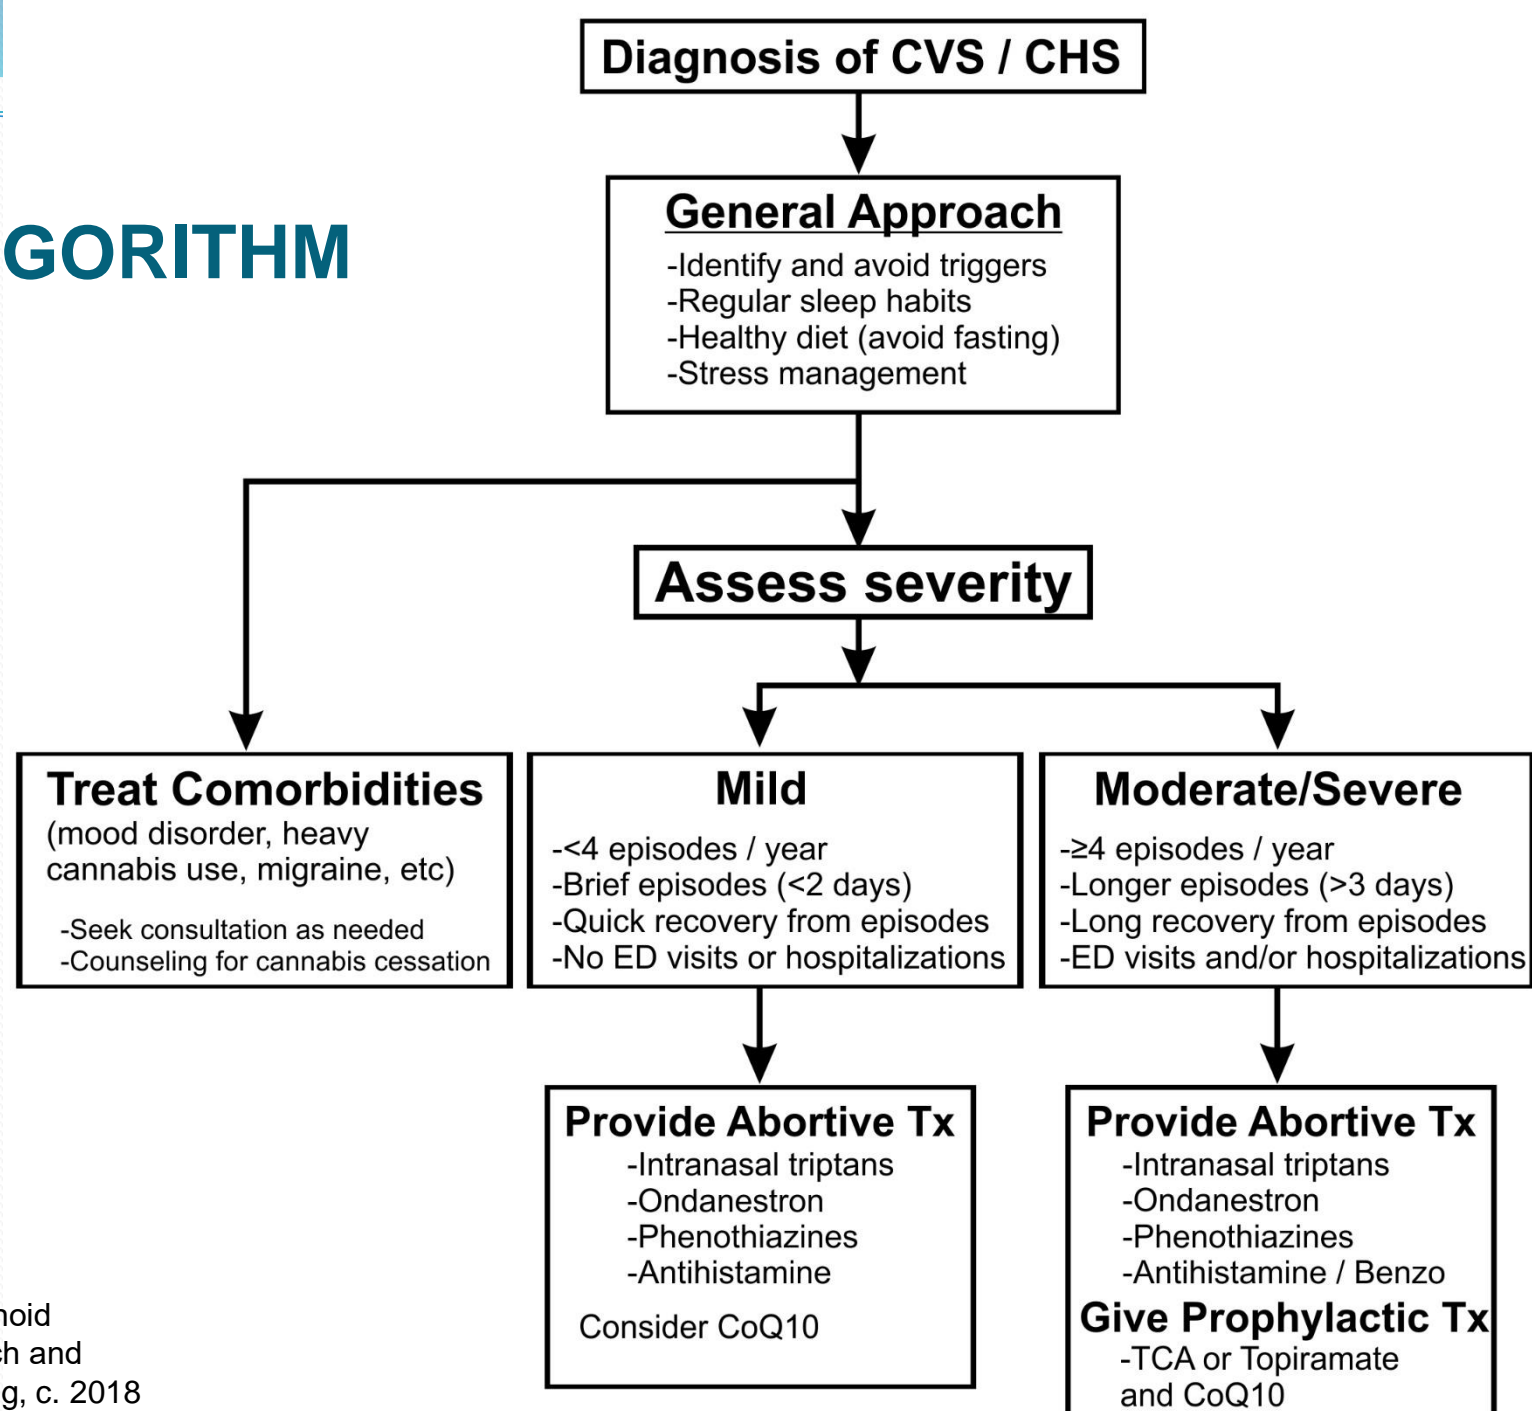 Diagnosis of CVS / CHS
GORITHM
General Approach
-Identify and avoid triggers
-Regular sleep habits
-Healthy diet (avoid fasting)
-Stress management
Assess severity
Treat Comorbidities
(mood disorder, heavy
cannabis use, migraine, etc)
-Seek consultation as needed
-Counseling for cannabis cessation
Mild
-<4 episodes / year
-Brief episodes (<2 days)
-Quick recovery from episodes
-No ED visits or hospitalizations
Moderate/Severe
-≥4 episodes / year
-Longer episodes (>3 days)
-Long recovery from episodes
-ED visits and/or hospitalizations
Provide Abortive Tx
-Intranasal triptans
-Ondanestron
-Phenothiazines
-Antihistamine
Consider CoQ10
Provide Abortive Tx
-Intranasal triptans
-Ondanestron
-Phenothiazines
-Antihistamine / Benzo
Give Prophylactic Tx
-TCA or Topiramate
and CoQ10
noid
ch and
g, c. 2018